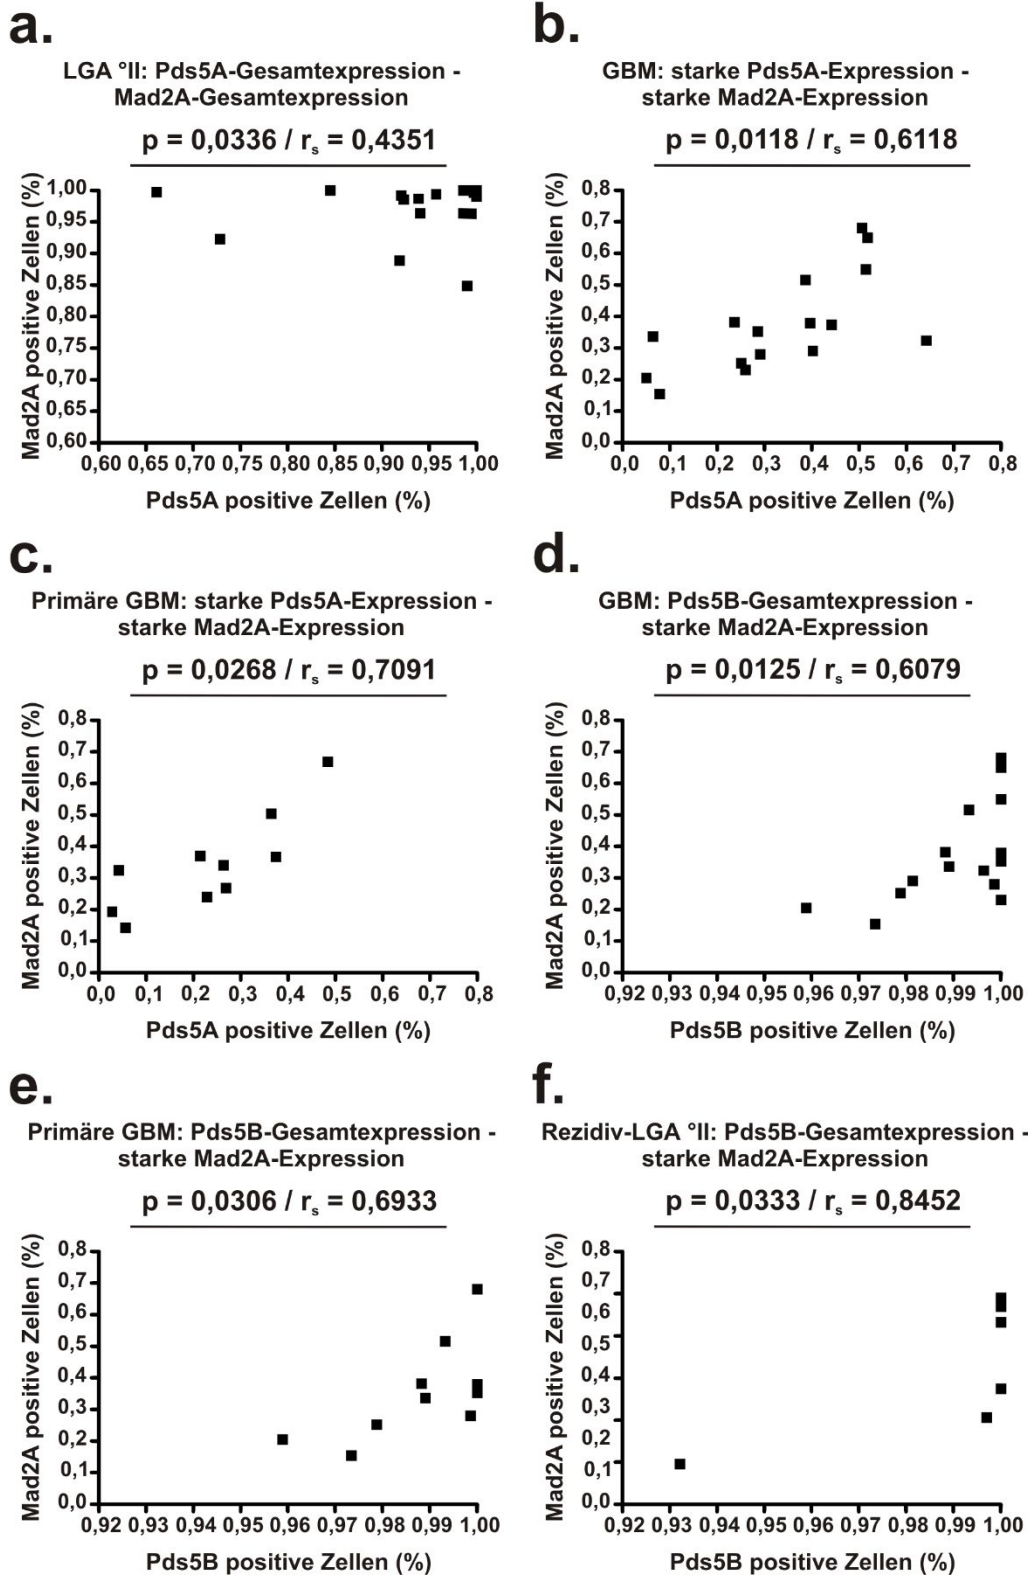 a.
LGA °II: Pds5A-Gesamtexpression -
Mad2A-Gesamtexpression
p = 0,0336 / rₛ = 0,4351
Mad2A positive Zellen (%)
1,00
0,95
0,90
0,85
0,80
0,75
0,70
0,65
0,60
0,60 0,65 0,70 0,75 0,80 0,85 0,90 0,95 1,00
Pds5A positive Zellen (%)
b.
GBM: starke Pds5A-Expression -
starke Mad2A-Expression
p = 0,0118 / rₛ = 0,6118
Mad2A positive Zellen (%)
0,8
0,7
0,6
0,5
0,4
0,3
0,2
0,1
0,0
0,0 0,1 0,2 0,3 0,4 0,5 0,6 0,7 0,8
Pds5A positive Zellen (%)
c.
Primäre GBM: starke Pds5A-Expression -
starke Mad2A-Expression
p = 0,0268 / rₛ = 0,7091
Mad2A positive Zellen (%)
0,8
0,7
0,6
0,5
0,4
0,3
0,2
0,1
0,0
0,0 0,1 0,2 0,3 0,4 0,5 0,6 0,7 0,8
Pds5A positive Zellen (%)
d.
GBM: Pds5B-Gesamtexpression -
starke Mad2A-Expression
p = 0,0125 / rₛ = 0,6079
Mad2A positive Zellen (%)
0,8
0,7
0,6
0,5
0,4
0,3
0,2
0,1
0,0
0,92 0,93 0,94 0,95 0,96 0,97 0,98 0,99 1,00
Pds5B positive Zellen (%)
e.
Primäre GBM: Pds5B-Gesamtexpression -
starke Mad2A-Expression
p = 0,0306 / rₛ = 0,6933
Mad2A positive Zellen (%)
0,8
0,7
0,6
0,5
0,4
0,3
0,2
0,1
0,0
0,92 0,93 0,94 0,95 0,96 0,97 0,98 0,99 1,00
Pds5B positive Zellen (%)
f.
Rezidiv-LGA °II: Pds5B-Gesamtexpression -
starke Mad2A-Expression
p = 0,0333 / rₛ = 0,8452
Mad2A positive Zellen (%)
0,8
0,7
0,6
0,5
0,4
0,3
0,2
0,1
0,0
0,92 0,93 0,94 0,95 0,96 0,97 0,98 0,99 1,00
Pds5B positive Zellen (%)